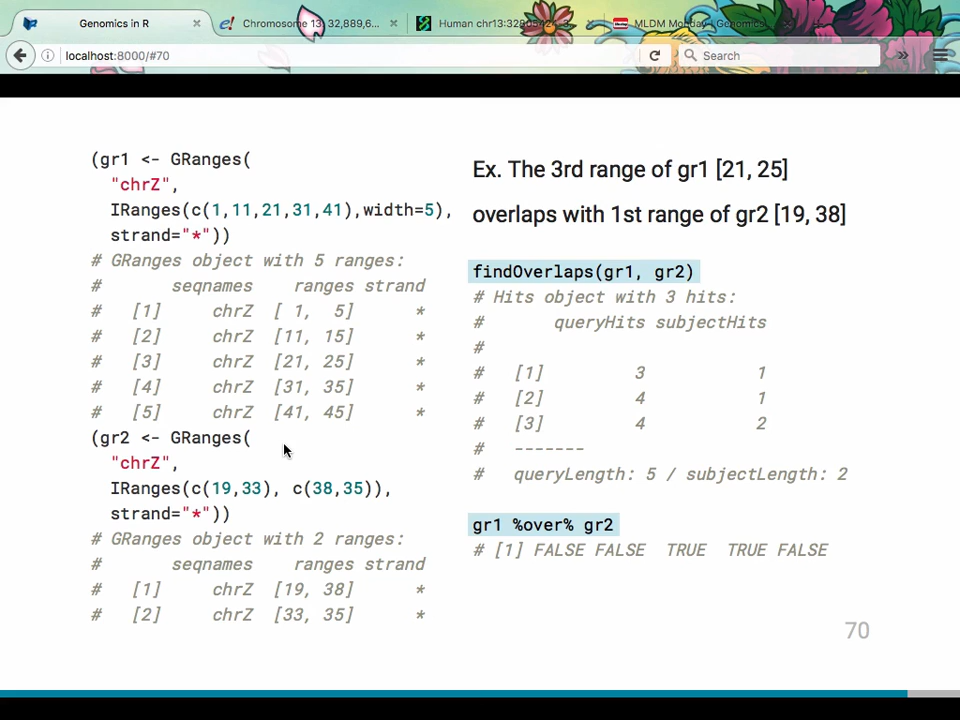 Genomics in R
Chromosome 13: 32,889,6...
MLDM Monday
localhost:8000/#70
Search
(gr1 <- GRanges(
"chrZ",
IRanges(c(1,11,21,31,41),width=5),
strand="*"))
# GRanges object with 5 ranges:
# seqnames ranges strand
# [1] chrZ [ 1, 5] *
# [2] chrZ [11, 15] *
# [3] chrZ [21, 25] *
# [4] chrZ [31, 35] *
# [5] chrZ [41, 45] *
(gr2 <- GRanges(
"chrZ",
IRanges(c(19,33), c(38,35)),
strand="*"))
# GRanges object with 2 ranges:
# seqnames ranges strand
# [1] chrZ [19, 38] *
# [2] chrZ [33, 35] *
Ex. The 3rd range of gr1 [21, 25]
overlaps with 1st range of gr2 [19, 38]
findOverlaps(gr1, gr2)
# Hits object with 3 hits:
# queryHits subjectHits
#
# [1] 3 1
# [2] 4 1
# [3] 4 2
# -------
# queryLength: 5 / subjectLength: 2
gr1 %over% gr2
# [1] FALSE FALSE TRUE TRUE FALSE
70